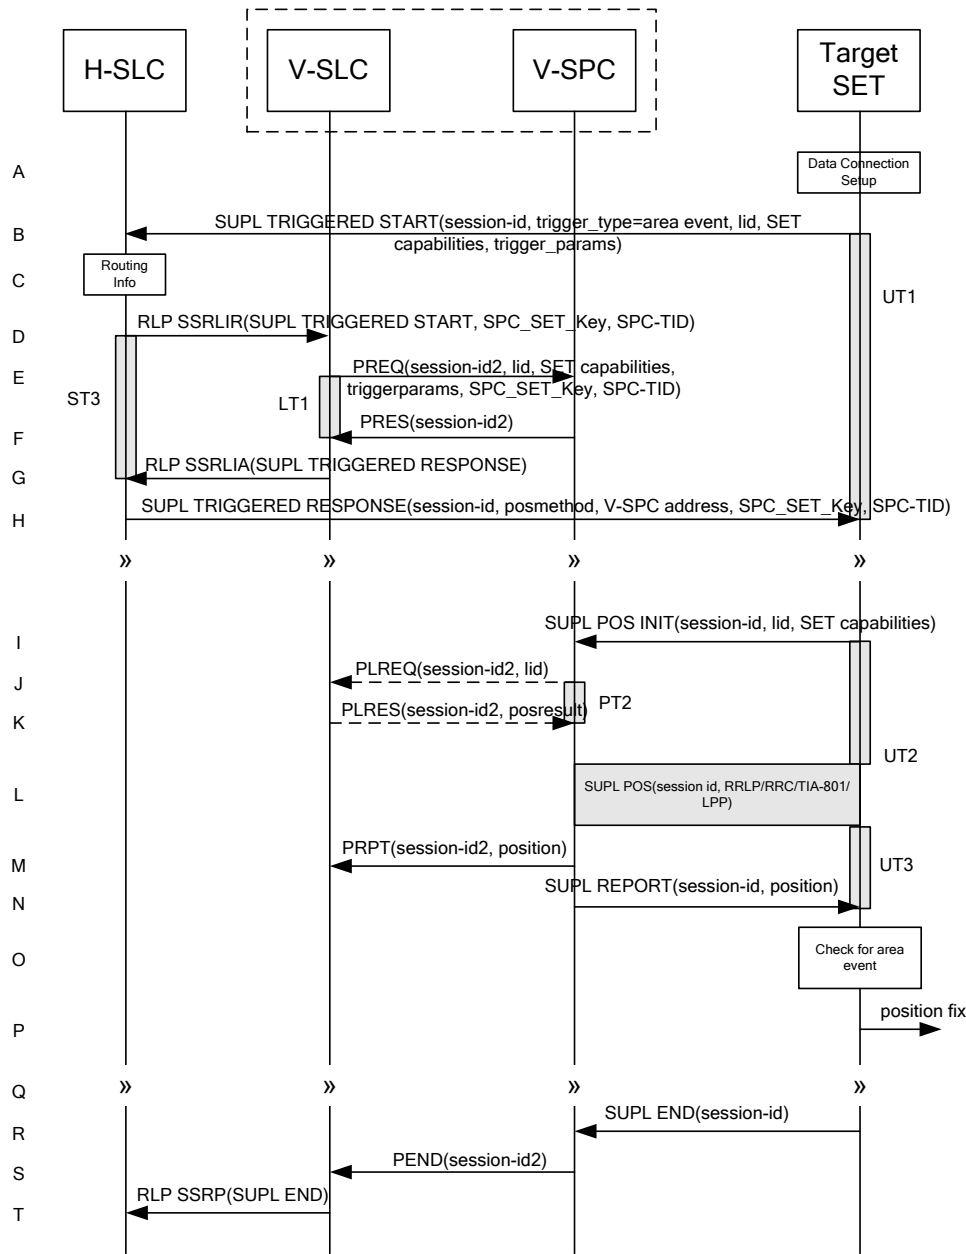 H-SLC
V-SLC
V-SPC
Target
SET
A
Data Connection
Setup
B
SUPL TRIGGERED START(session-id, trigger_type=area event, lid, SET
capabilities, trigger_params)
C
Routing
Info
UT1
D
RLP SSRLIR(SUPL TRIGGERED START, SPC_SET_Key, SPC-TID)
E
PREQ(session-id2, lid, SET capabilities,
triggerparams, SPC_SET_Key, SPC-TID)
ST3
LT1
F
PRES(session-id2)
G
RLP SSRLIA(SUPL TRIGGERED RESPONSE)
H
SUPL TRIGGERED RESPONSE(session-id, posmethod, V-SPC address, SPC_SET_Key, SPC-TID)
» » » »
I
SUPL POS INIT(session-id, lid, SET capabilities)
J
PLREQ(session-id2, lid)
K
PLRES(session-id2, posresult)
PT2
UT2
L
SUPL POS(session id, RRLP/RRC/TIA-801/
LPP)
M
PRPT(session-id2, position)
UT3
N
SUPL REPORT(session-id, position)
O
Check for area
event
P
position fix
Q
» » » »
R
SUPL END(session-id)
S
PEND(session-id2)
T
RLP SSRP(SUPL END)